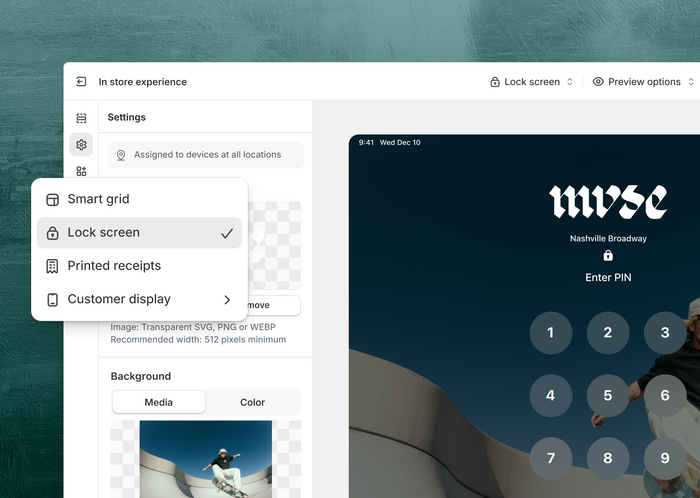 In store experience
Lock screen
Preview options
Settings
Assigned to devices at all locations
Smart grid
Lock screen
Printed receipts
Customer display
Image: Transparent SVG, PNG or WEBP
Recommended width: 512 pixels minimum
Background
Media
Color
9:41 Wed Dec 10
mvse
Nashville Broadway
Enter PIN
1 2 3
4 5 6
7 8 9